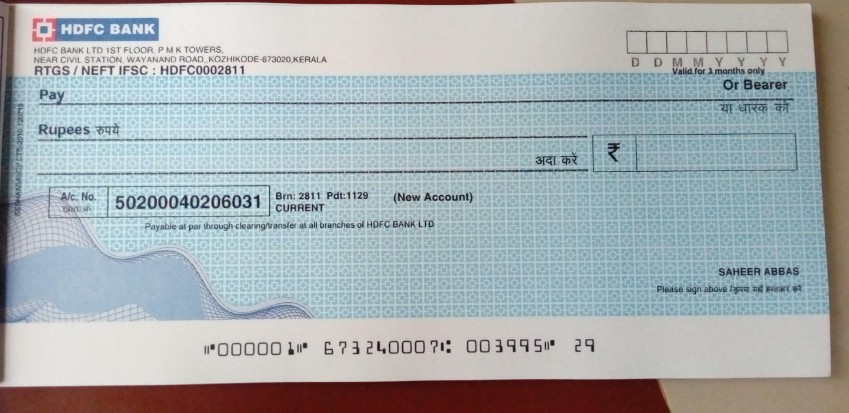 HDFC BANK
HDFC BANK LTD 1ST FLOOR, P M K TOWERS,
NEAR CIVIL STATION, WAYANAND ROAD, KOZHIKODE-673020,KERALA
RTGS / NEFT IFSC : HDFC0002811
D D M M Y Y Y Y
Valid for 3 months only
Pay
Or Bearer
या धारक को
Rupees रुपये
अदा करें
₹
A/c. No.
50200040206031
Brn: 2811 Pdt:1129 (New Account)
CURRENT
Payable at par through clearing/transfer at all branches of HDFC BANK LTD
SAHEER ABBAS
Please sign above / कृपया यहाँ हस्ताक्षर करें
⑈000001⑈ 673240007⑆ 003995⑈ 29